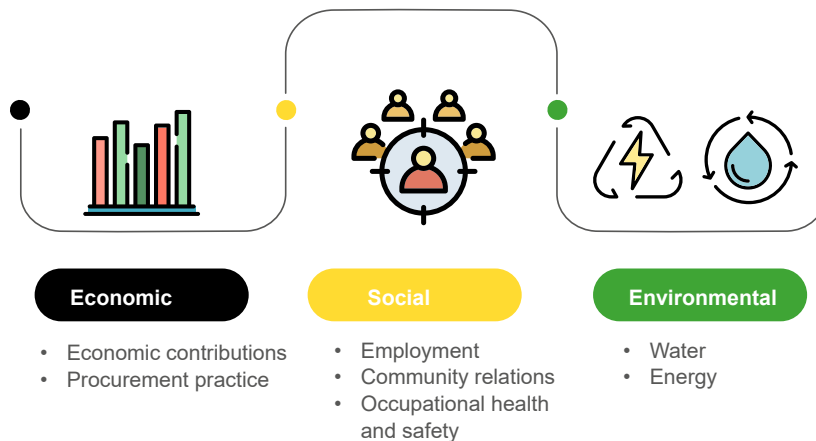 Economic
• Economic contributions
• Procurement practice
Social
• Employment
• Community relations
• Occupational health
and safety
Environmental
• Water
• Energy